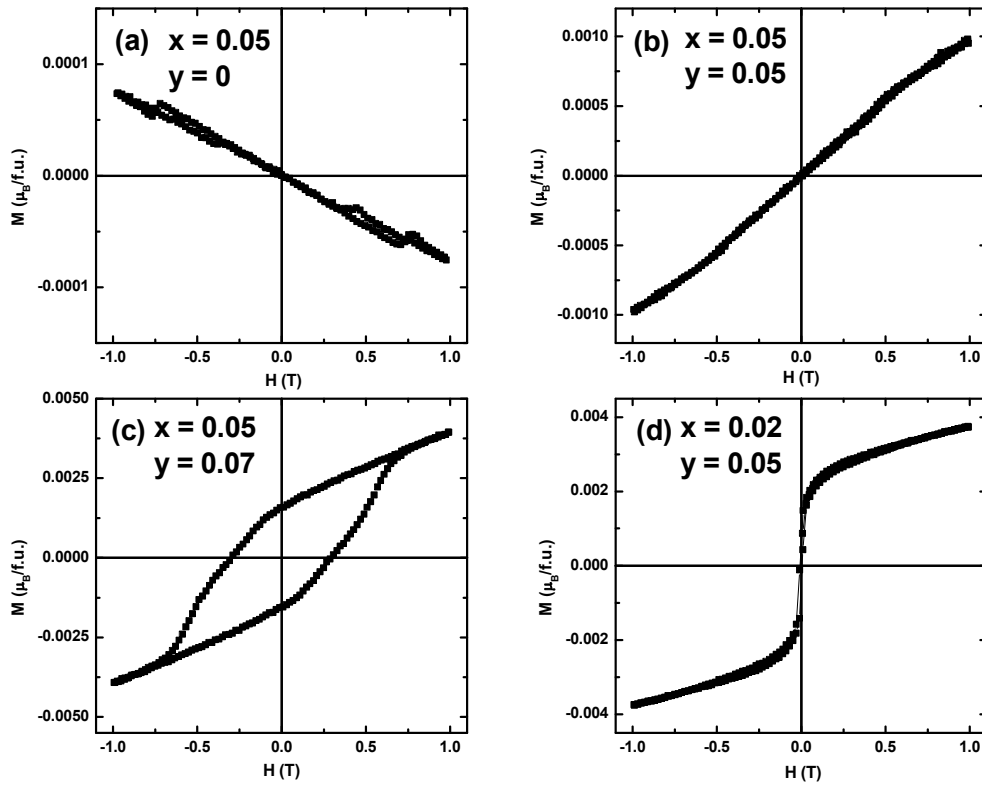 (a) x = 0.05
y = 0
0.0001
0.0000
-0.0001
M (μB/f.u.)
-1.0 -0.5 0.0 0.5 1.0
H (T)
(b) x = 0.05
y = 0.05
0.0010
0.0005
0.0000
-0.0005
-0.0010
M (μB/f.u.)
-1.0 -0.5 0.0 0.5 1.0
H (T)
(c) x = 0.05
y = 0.07
0.0050
0.0025
0.0000
-0.0025
-0.0050
M (μB/f.u.)
-1.0 -0.5 0.0 0.5 1.0
H (T)
(d) x = 0.02
y = 0.05
0.004
0.002
0.000
-0.002
-0.004
M (μB/f.u.)
-1.0 -0.5 0.0 0.5 1.0
H (T)